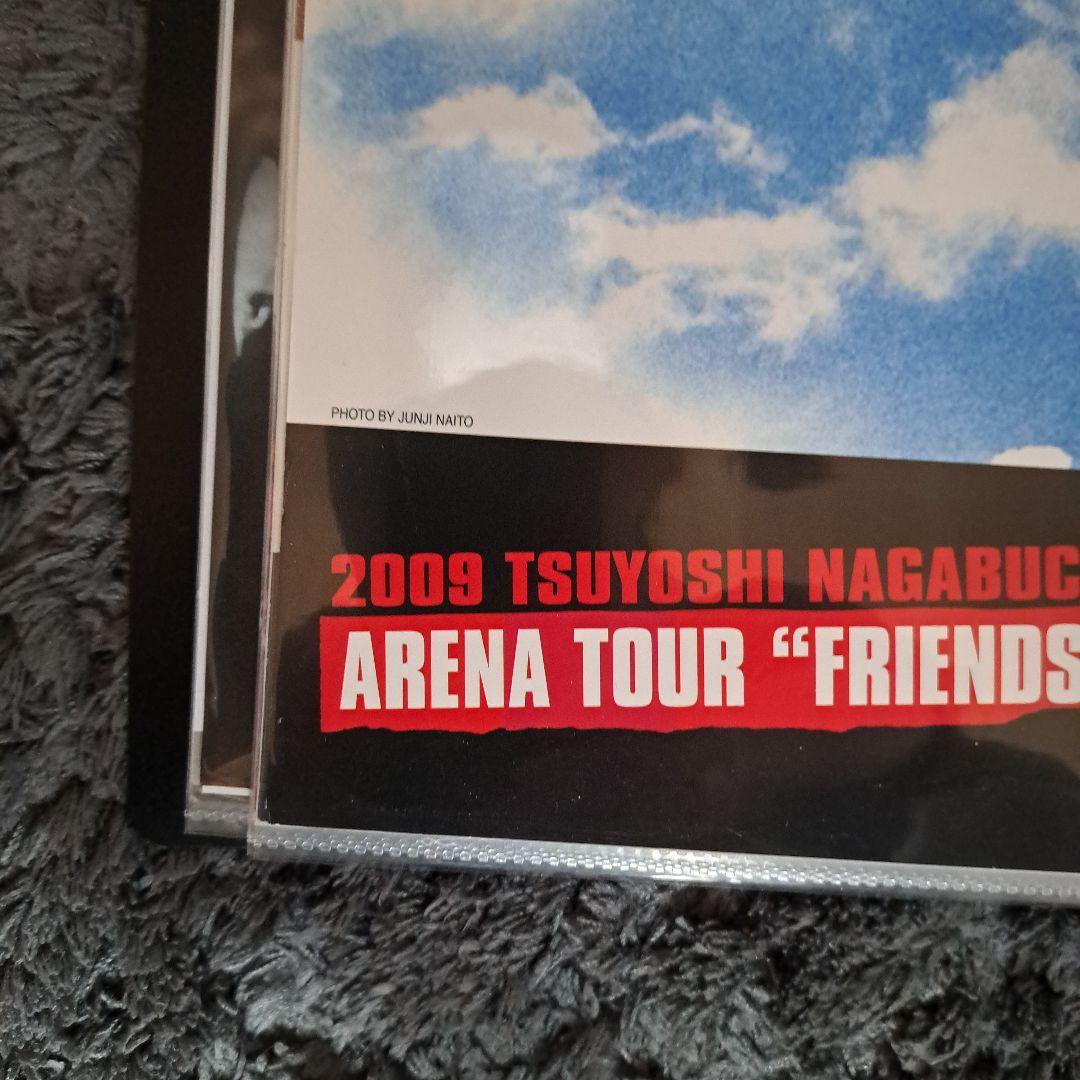 PHOTO BY JUNJI NAITO
2009 TSUYOSHI NAGABUC
ARENA TOUR “FRIENDS